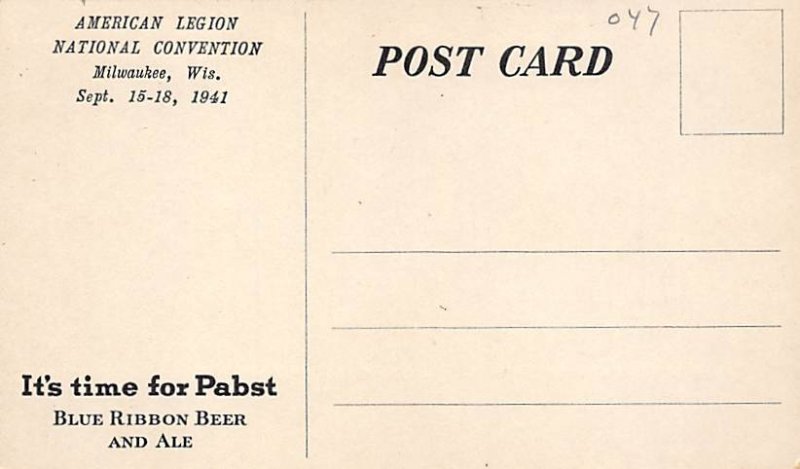 AMERICAN LEGION
NATIONAL CONVENTION
Milwaukee, Wis.
Sept. 15-18, 1941
It's time for Pabst
BLUE RIBBON BEER
AND ALE
047
POST CARD